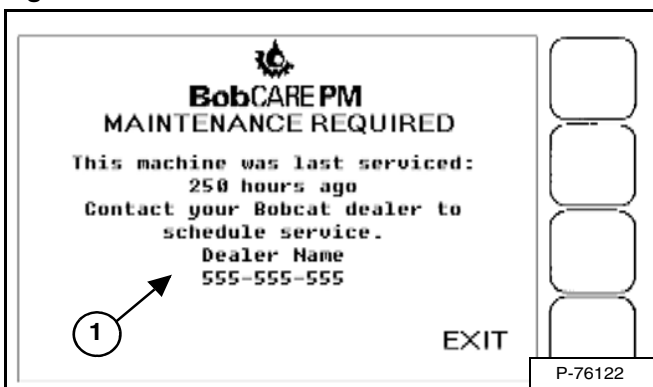 BobCARE PM
MAINTENANCE REQUIRED
This machine was last serviced:
250 hours ago
Contact your Bobcat dealer to
schedule service.
Dealer Name
555-555-555
1
EXIT
P-76122